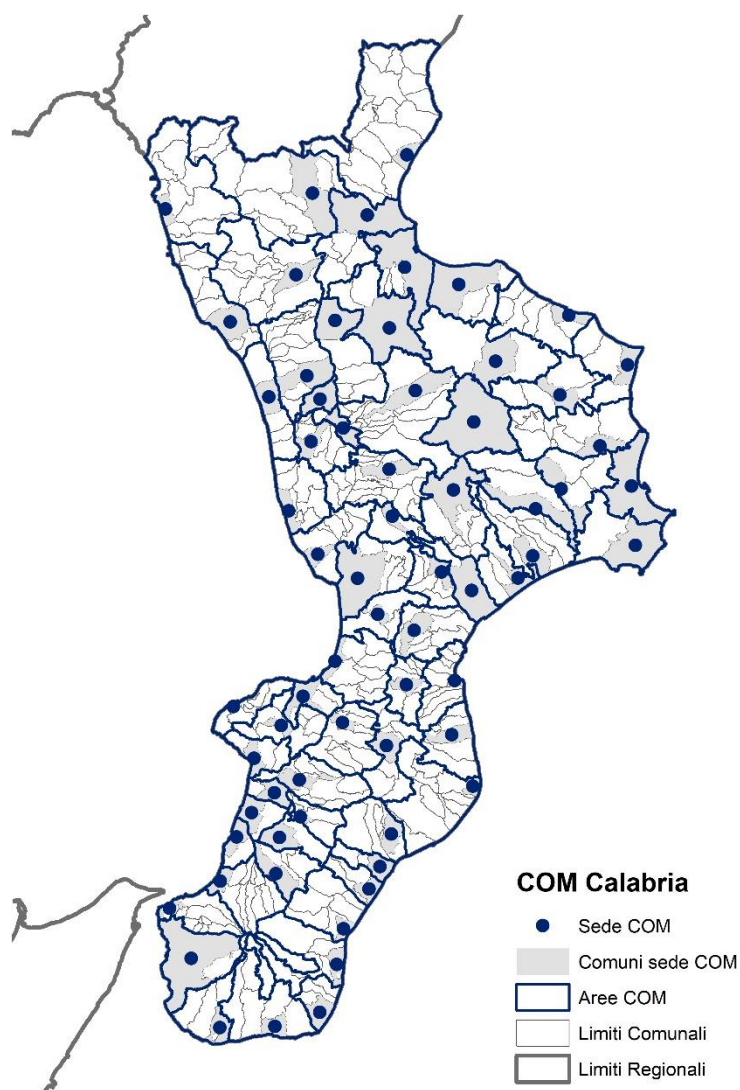 COM Calabria
Sede COM
Comuni sede COM
Aree COM
Limiti Comunali
Limiti Regionali